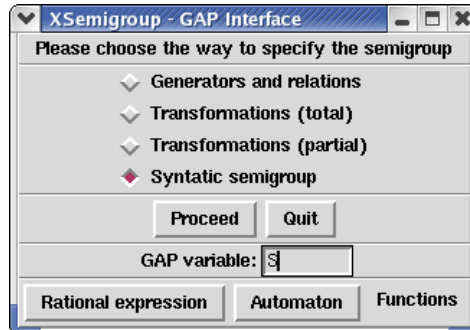 XSemigroup - GAP Interface
Please choose the way to specify the semigroup
Generators and relations
Transformations (total)
Transformations (partial)
Syntatic semigroup
Proceed Quit
GAP variable: S
Rational expression Automaton Functions